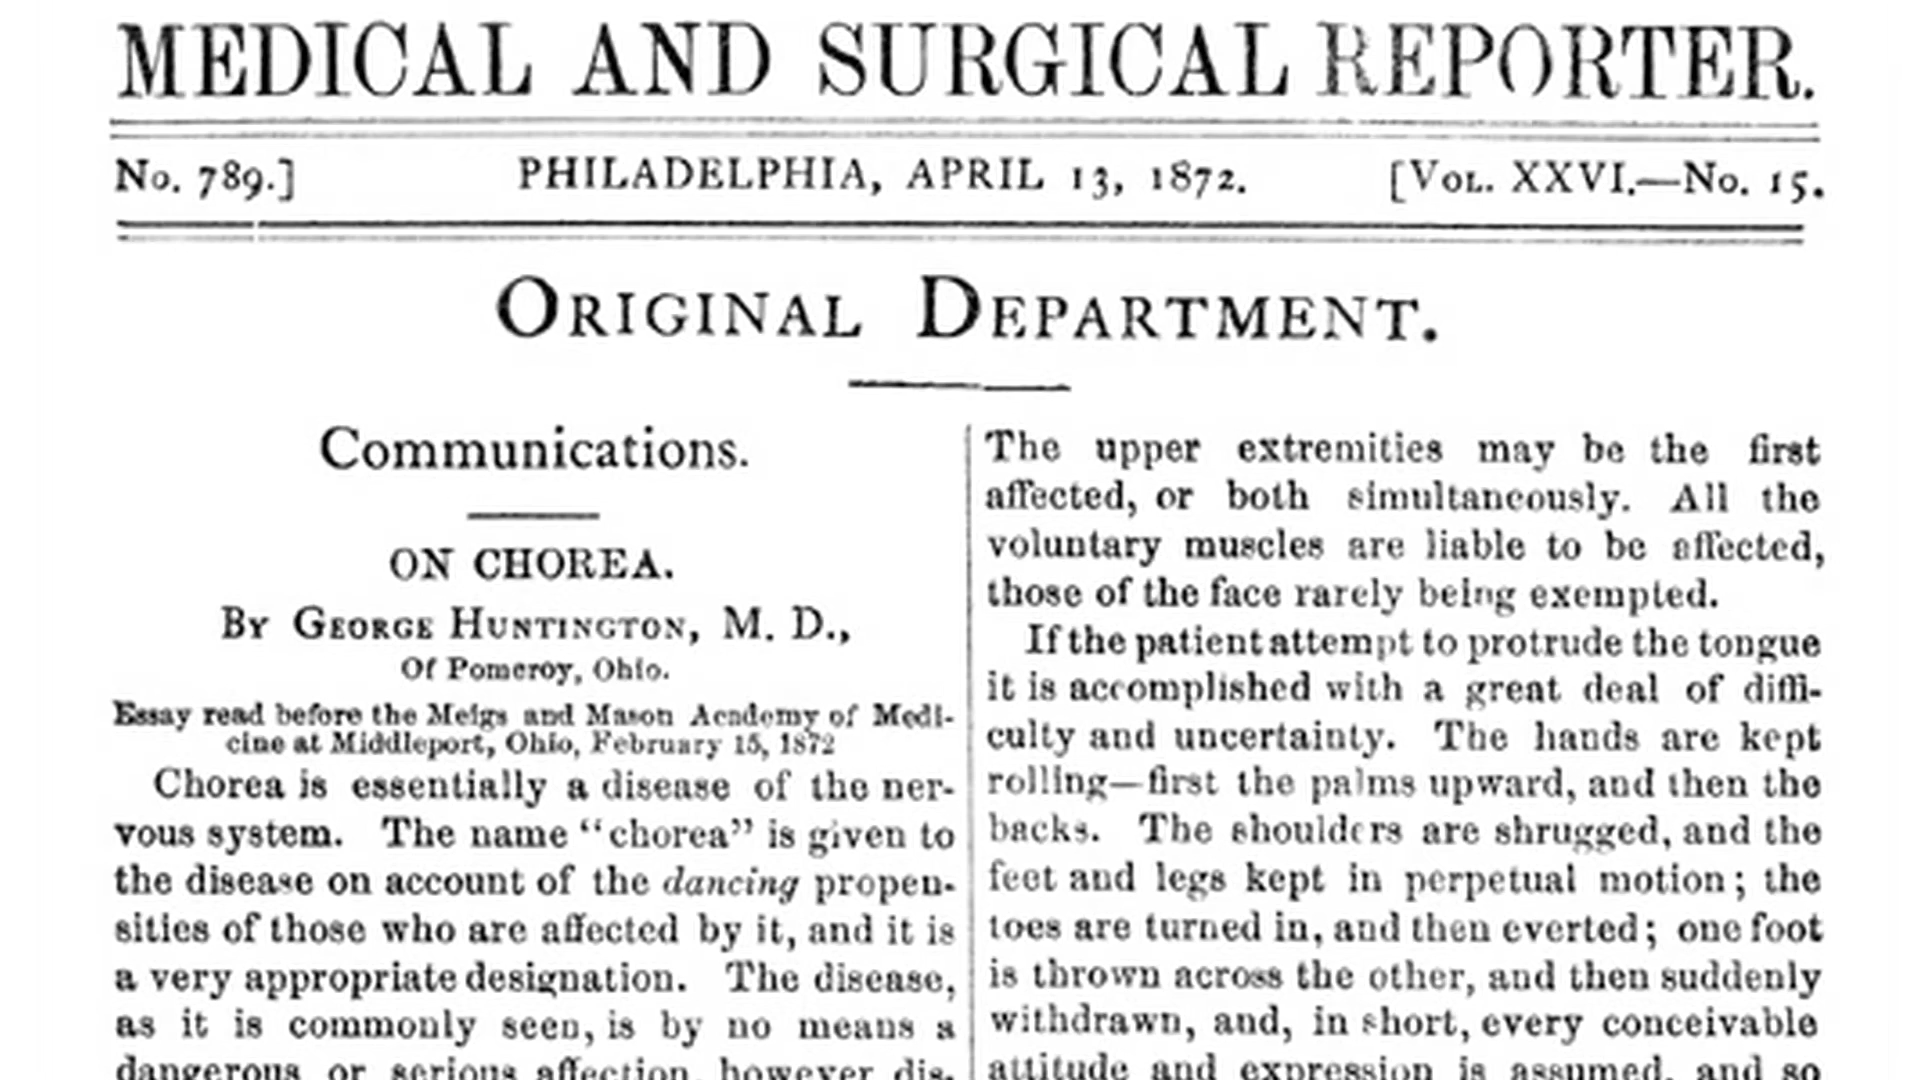 MEDICAL AND SURGICAL REPORTER.
No. 789.]
PHILADELPHIA, APRIL 13, 1872.
[Vol. XXVI.—No. 15.
Original Department.
Communications.
ON CHOREA.
By George Huntington, M. D.,
Of Pomeroy, Ohio.
Essay read before the Meigs and Mason Academy of Medi-
cine at Middleport, Ohio, February 15, 1872
Chorea is essentially a disease of the ner-
vous system. The name “chorea” is given to
the disease on account of the dancing propen-
sities of those who are affected by it, and it is
a very appropriate designation. The disease,
as it is commonly seen, is by no means a
dangerous or serious affection, however dis-
The upper extremities may be the first
affected, or both simultaneously. All the
voluntary muscles are liable to be affected,
those of the face rarely being exempted.
If the patient attempt to protrude the tongue
it is accomplished with a great deal of diffi-
culty and uncertainty. The hands are kept
rolling—first the palms upward, and then the
backs. The shoulders are shrugged, and the
feet and legs kept in perpetual motion; the
toes are turned in, and then everted; one foot
is thrown across the other, and then suddenly
withdrawn, and, in short, every conceivable
attitude and expression is assumed, and so